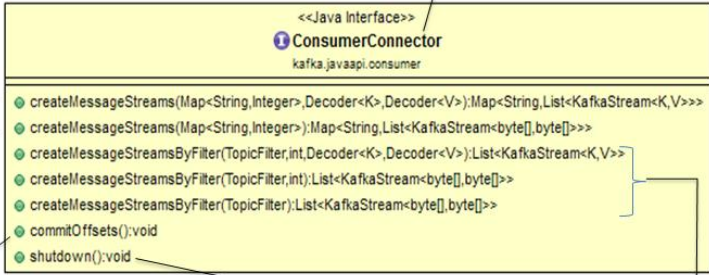 <<Java Interface>>
I ConsumerConnector
kafka.javaapi.consumer
createMessageStreams(Map<String,Integer>,Decoder<K>,Decoder<V>):Map<String,List<KafkaStream<K,V>>>
createMessageStreams(Map<String,Integer>):Map<String,List<KafkaStream<byte[],byte[]>>>
createMessageStreamsByFilter(TopicFilter,int,Decoder<K>,Decoder<V>):List<KafkaStream<K,V>>
createMessageStreamsByFilter(TopicFilter,int):List<KafkaStream<byte[],byte[]>>
createMessageStreamsByFilter(TopicFilter):List<KafkaStream<byte[],byte[]>>
commitOffsets():void
shutdown():void